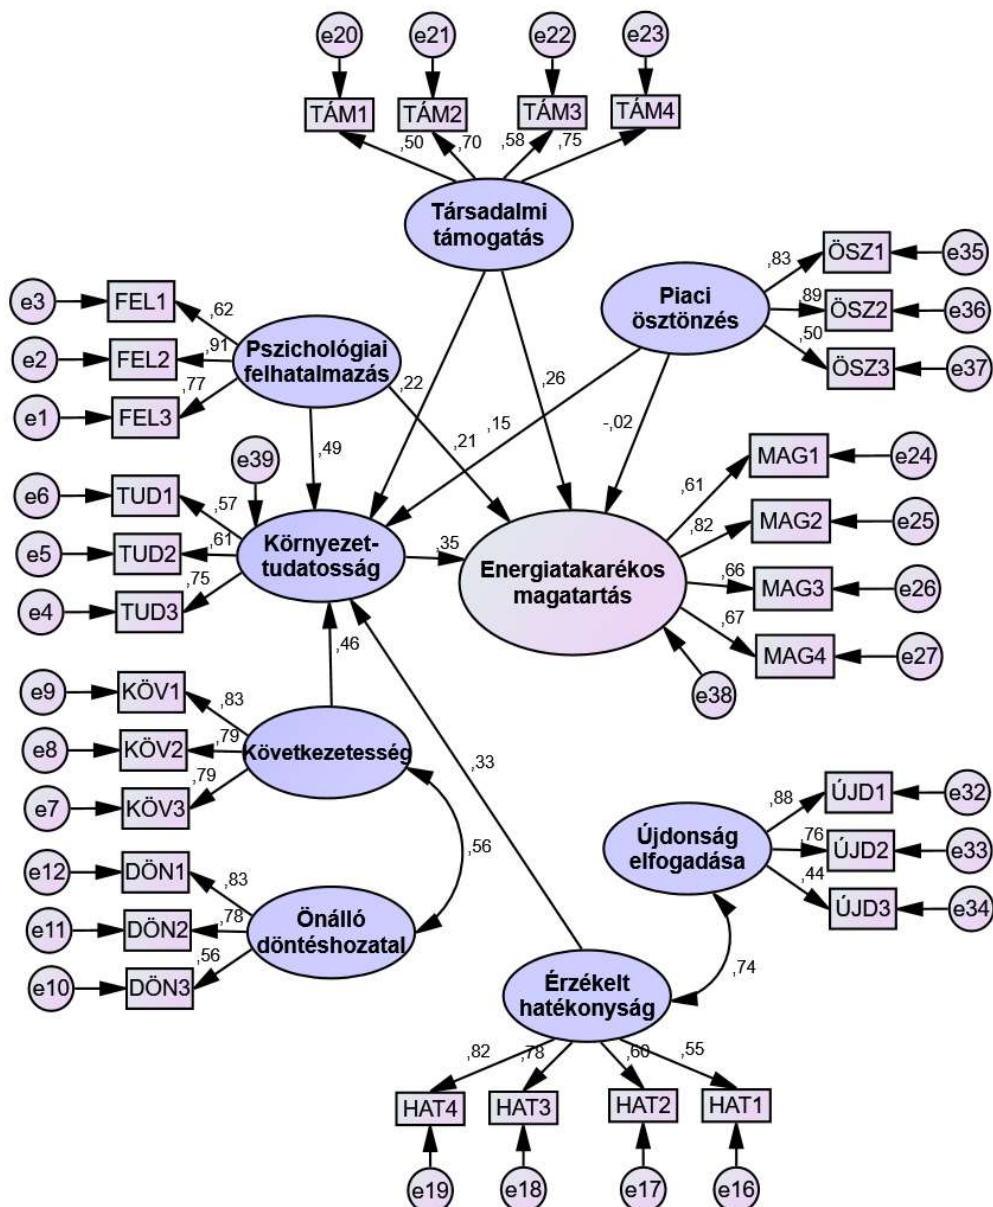 e20
e21
e22
e23
TÁM1
TÁM2
TÁM3
TÁM4
,50
,70
,58
,75
Társadalmi
támogatás
Piaci
ösztönzés
,83
,89
,50
ÖSZ1
ÖSZ2
ÖSZ3
e35
e36
e37
e3
e2
e1
FEL1
FEL2
FEL3
,62
,91
,77
Pszichológiai
felhatalmazás
,22
,26
,15
-,02
,21
,49
e39
e6
e5
e4
TUD1
TUD2
TUD3
,57
,61
,75
Környezet-
tudatosság
,35
Energiatakarékos
magatartás
,61
,82
,66
,67
MAG1
MAG2
MAG3
MAG4
e24
e25
e26
e27
e38
,46
e9
e8
e7
KÖV1
KÖV2
KÖV3
,83
,79
,79
Következetesség
,33
,56
e12
e11
e10
DÖN1
DÖN2
DÖN3
,83
,78
,56
Önálló
döntéshozatal
Újdonság
elfogadása
,88
,76
,44
ÚJD1
ÚJD2
ÚJD3
e32
e33
e34
,74
Érzékelt
hatékonyság
,82
,78
,60
,55
HAT4
HAT3
HAT2
HAT1
e19
e18
e17
e16